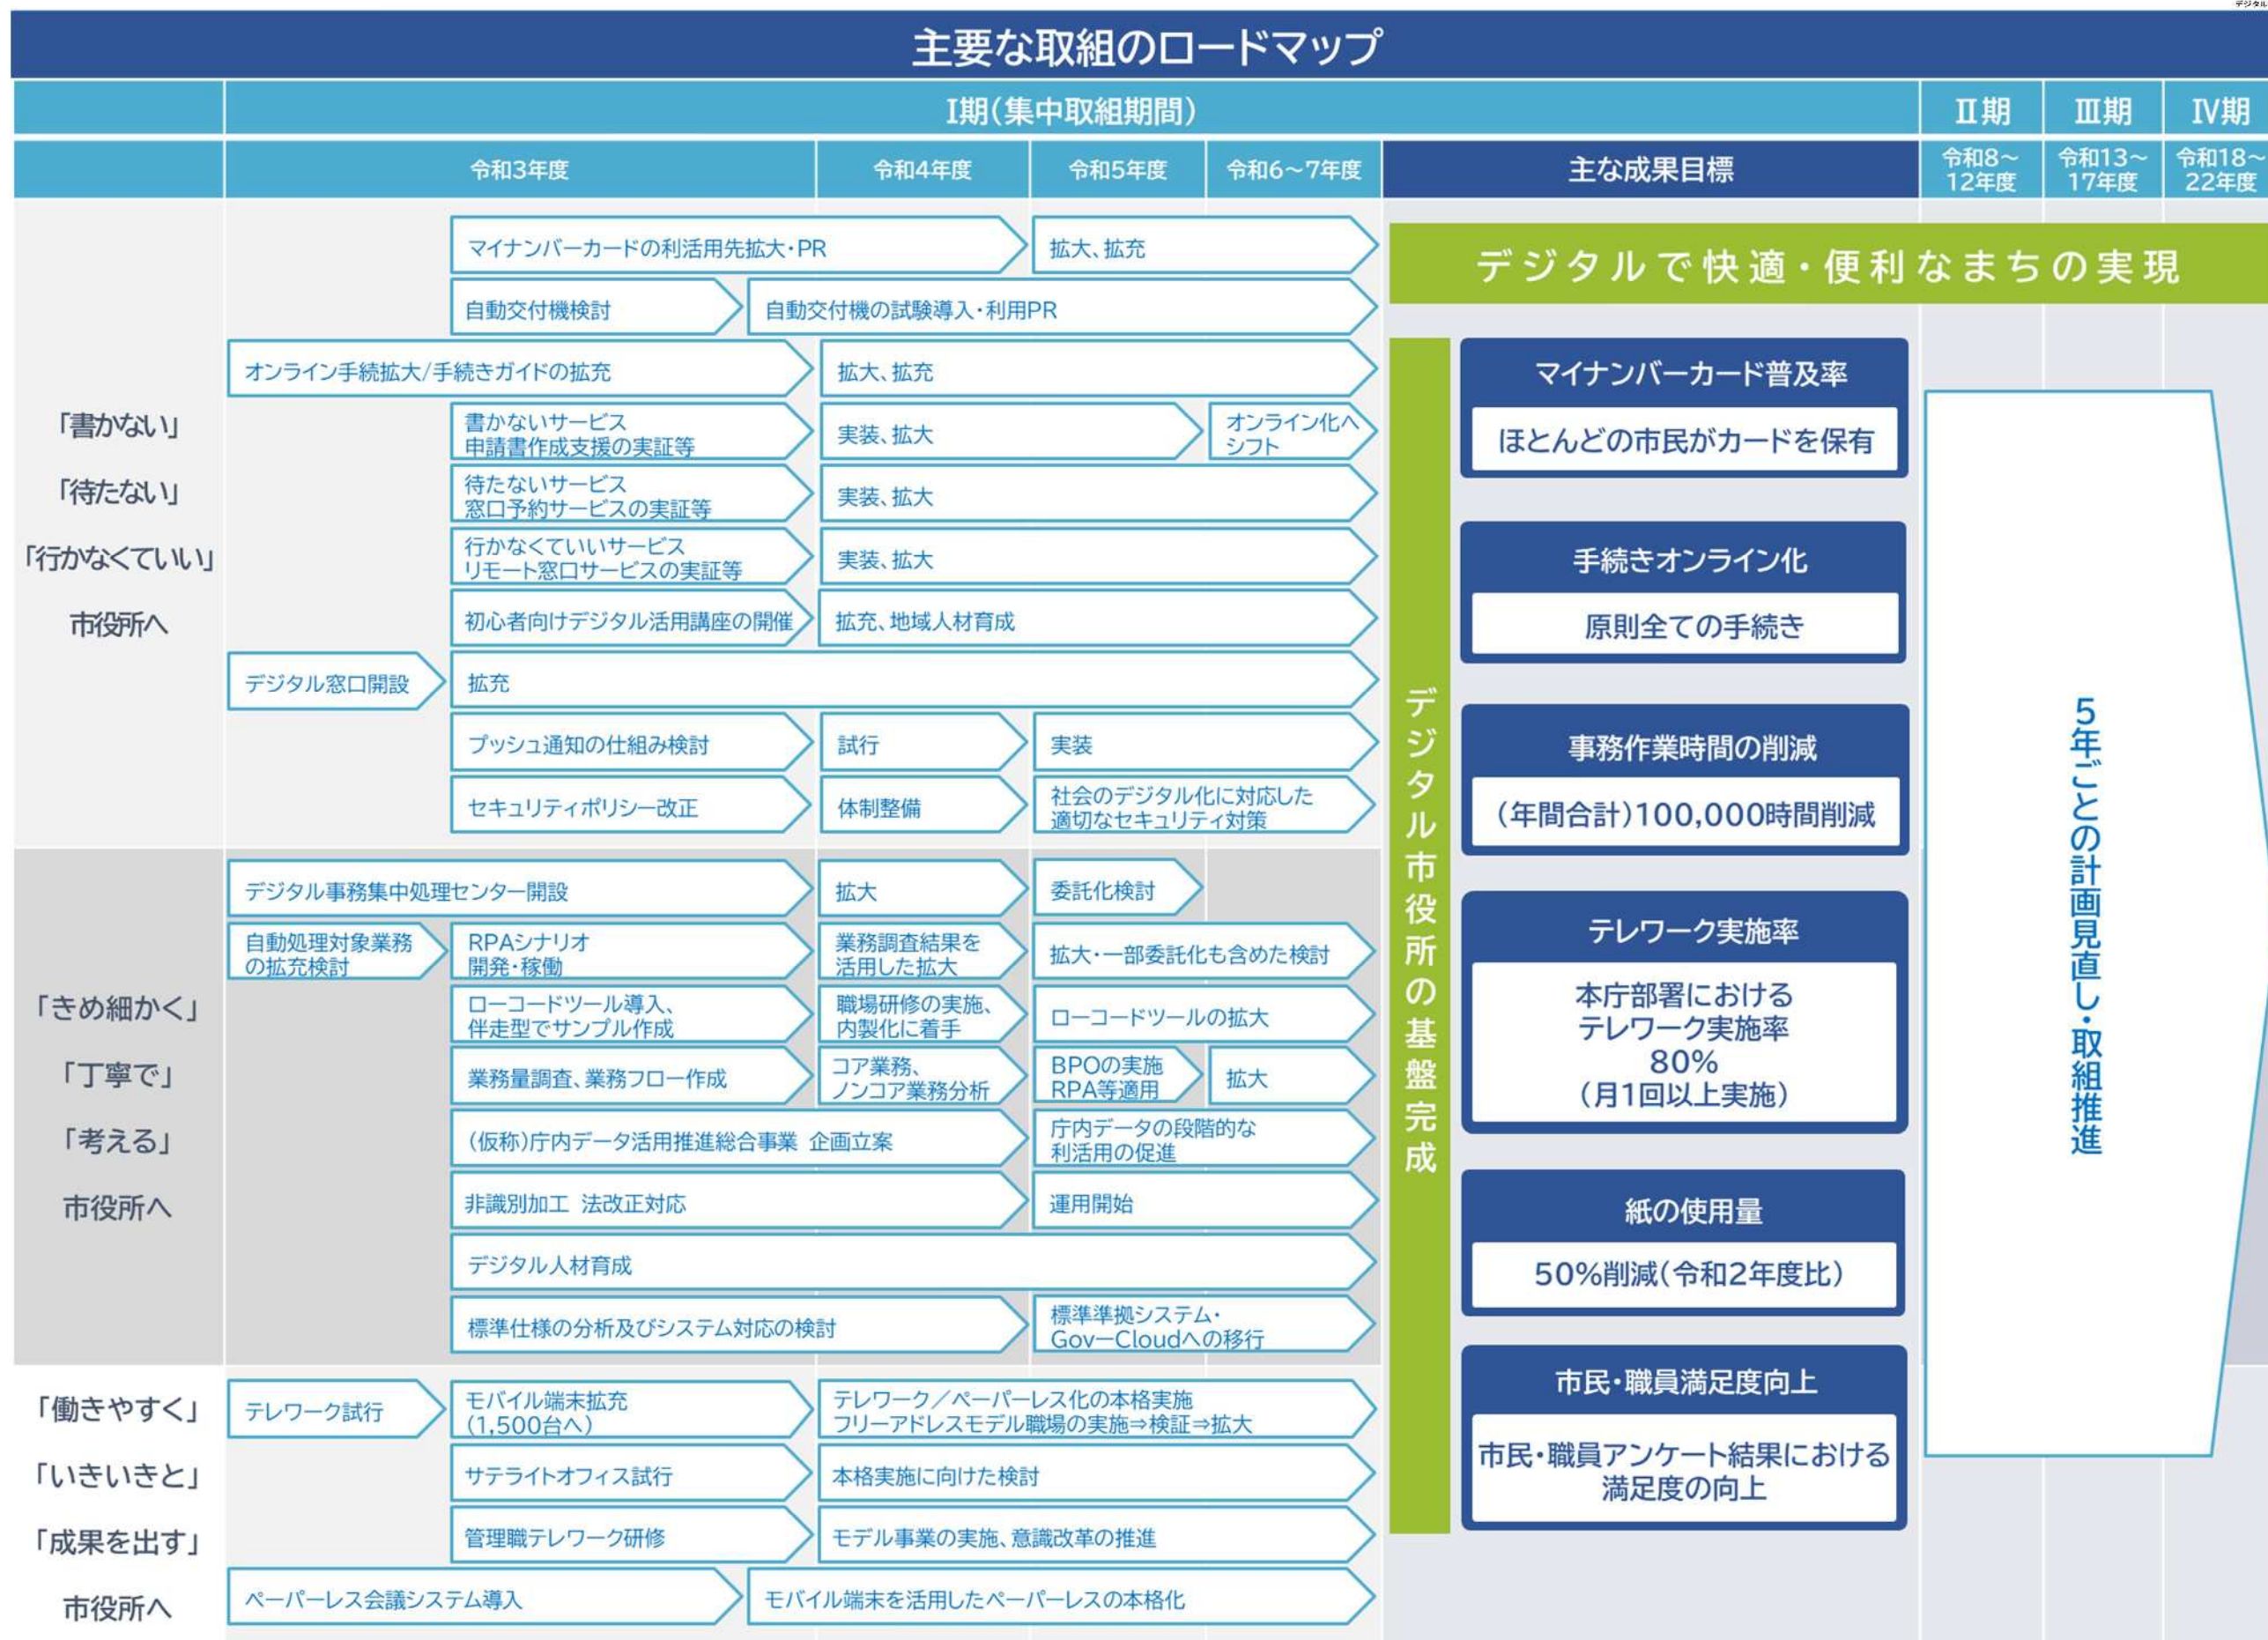 デジタル
主要な取組のロードマップ
Ⅰ期(集中取組期間)
Ⅱ期
Ⅲ期
Ⅳ期
令和3年度
令和4年度
令和5年度
令和6～7年度
主な成果目標
令和8～
12年度
令和13～
17年度
令和18～
22年度
「書かない」
「待たない」
「行かなくていい」
市役所へ
マイナンバーカードの利活用先拡大・PR
拡大、拡充
自動交付機検討
自動交付機の試験導入・利用PR
オンライン手続拡大/手続きガイドの拡充
拡大、拡充
書かないサービス
申請書作成支援の実証等
実装、拡大
オンライン化へ
シフト
待たないサービス
窓口予約サービスの実証等
実装、拡大
行かなくていいサービス
リモート窓口サービスの実証等
実装、拡大
初心者向けデジタル活用講座の開催
拡充、地域人材育成
デジタル窓口開設
拡充
プッシュ通知の仕組み検討
試行
実装
セキュリティポリシー改正
体制整備
社会のデジタル化に対応した
適切なセキュリティ対策
「きめ細かく」
「丁寧で」
「考える」
市役所へ
デジタル事務集中処理センター開設
拡大
委託化検討
自動処理対象業務
の拡充検討
RPAシナリオ
開発・稼働
業務調査結果を
活用した拡大
拡大・一部委託化も含めた検討
ローコードツール導入、
伴走型でサンプル作成
職場研修の実施、
内製化に着手
ローコードツールの拡大
業務量調査、業務フロー作成
コア業務、
ノンコア業務分析
BPOの実施
RPA等適用
拡大
(仮称)庁内データ活用推進総合事業 企画立案
庁内データの段階的な
利活用の促進
非識別加工 法改正対応
運用開始
デジタル人材育成
標準仕様の分析及びシステム対応の検討
標準準拠システム・
Gov－Cloudへの移行
「働きやすく」
「いきいきと」
「成果を出す」
市役所へ
テレワーク試行
モバイル端末拡充
(1,500台へ)
テレワーク／ペーパーレス化の本格実施
フリーアドレスモデル職場の実施⇒検証⇒拡大
サテライトオフィス試行
本格実施に向けた検討
管理職テレワーク研修
モデル事業の実施、意識改革の推進
ペーパーレス会議システム導入
モバイル端末を活用したペーパーレスの本格化
デジタルで快適・便利なまちの実現
デジタル市役所の基盤完成
マイナンバーカード普及率
ほとんどの市民がカードを保有
手続きオンライン化
原則全ての手続き
事務作業時間の削減
(年間合計)100,000時間削減
テレワーク実施率
本庁部署における
テレワーク実施率
80%
(月1回以上実施)
紙の使用量
50%削減(令和2年度比)
市民・職員満足度向上
市民・職員アンケート結果における
満足度の向上
5年ごとの計画見直し・取組推進